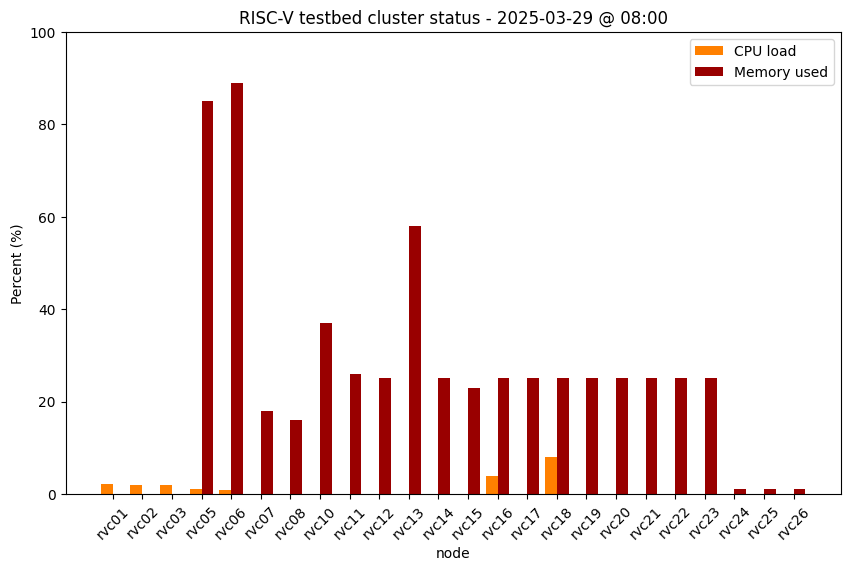 RISC-V testbed cluster status - 2025-03-29 @ 08:00
CPU load
Memory used
Percent (%)
100
80
60
40
20
0
rvc01 rvc02 rvc03 rvc05 rvc06 rvc07 rvc08 rvc10 rvc11 rvc12 rvc13 rvc14 rvc15 rvc16 rvc17 rvc18 rvc19 rvc20 rvc21 rvc22 rvc23 rvc24 rvc25 rvc26
node